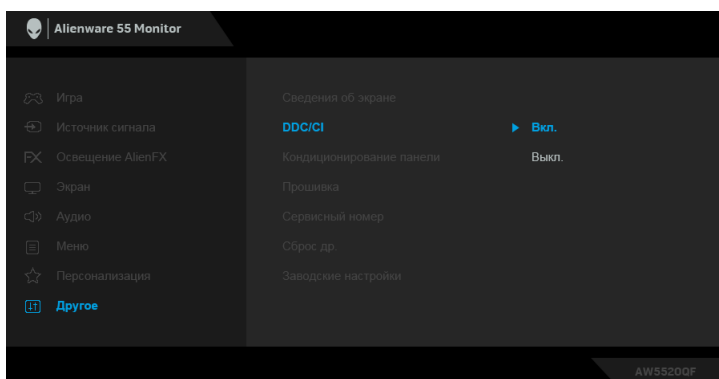 Alienware 55 Monitor
Игра
Источник сигнала
Освещение AlienFX
Экран
Аудио
Меню
Персонализация
Другое
Сведения об экране
DDC/CI
Кондиционирование панели
Прошивка
Сервисный номер
Сброс др.
Заводские настройки
Вкл.
Выкл.
AW5520QF